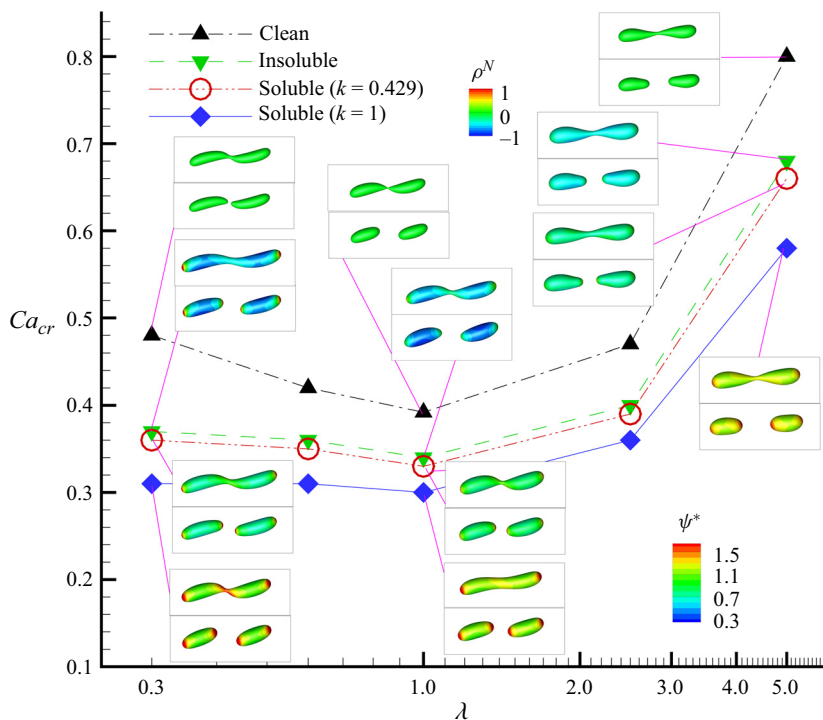 Clean
Insoluble
Soluble (k = 0.429)
Soluble (k = 1)
ρ^N
1
0
−1
Ca_cr
0.8
0.7
0.6
0.5
0.4
0.3
0.2
0.1
ψ*
1.5
1.1
0.7
0.3
0.3 1.0 2.0 3.0 4.0 5.0
λ